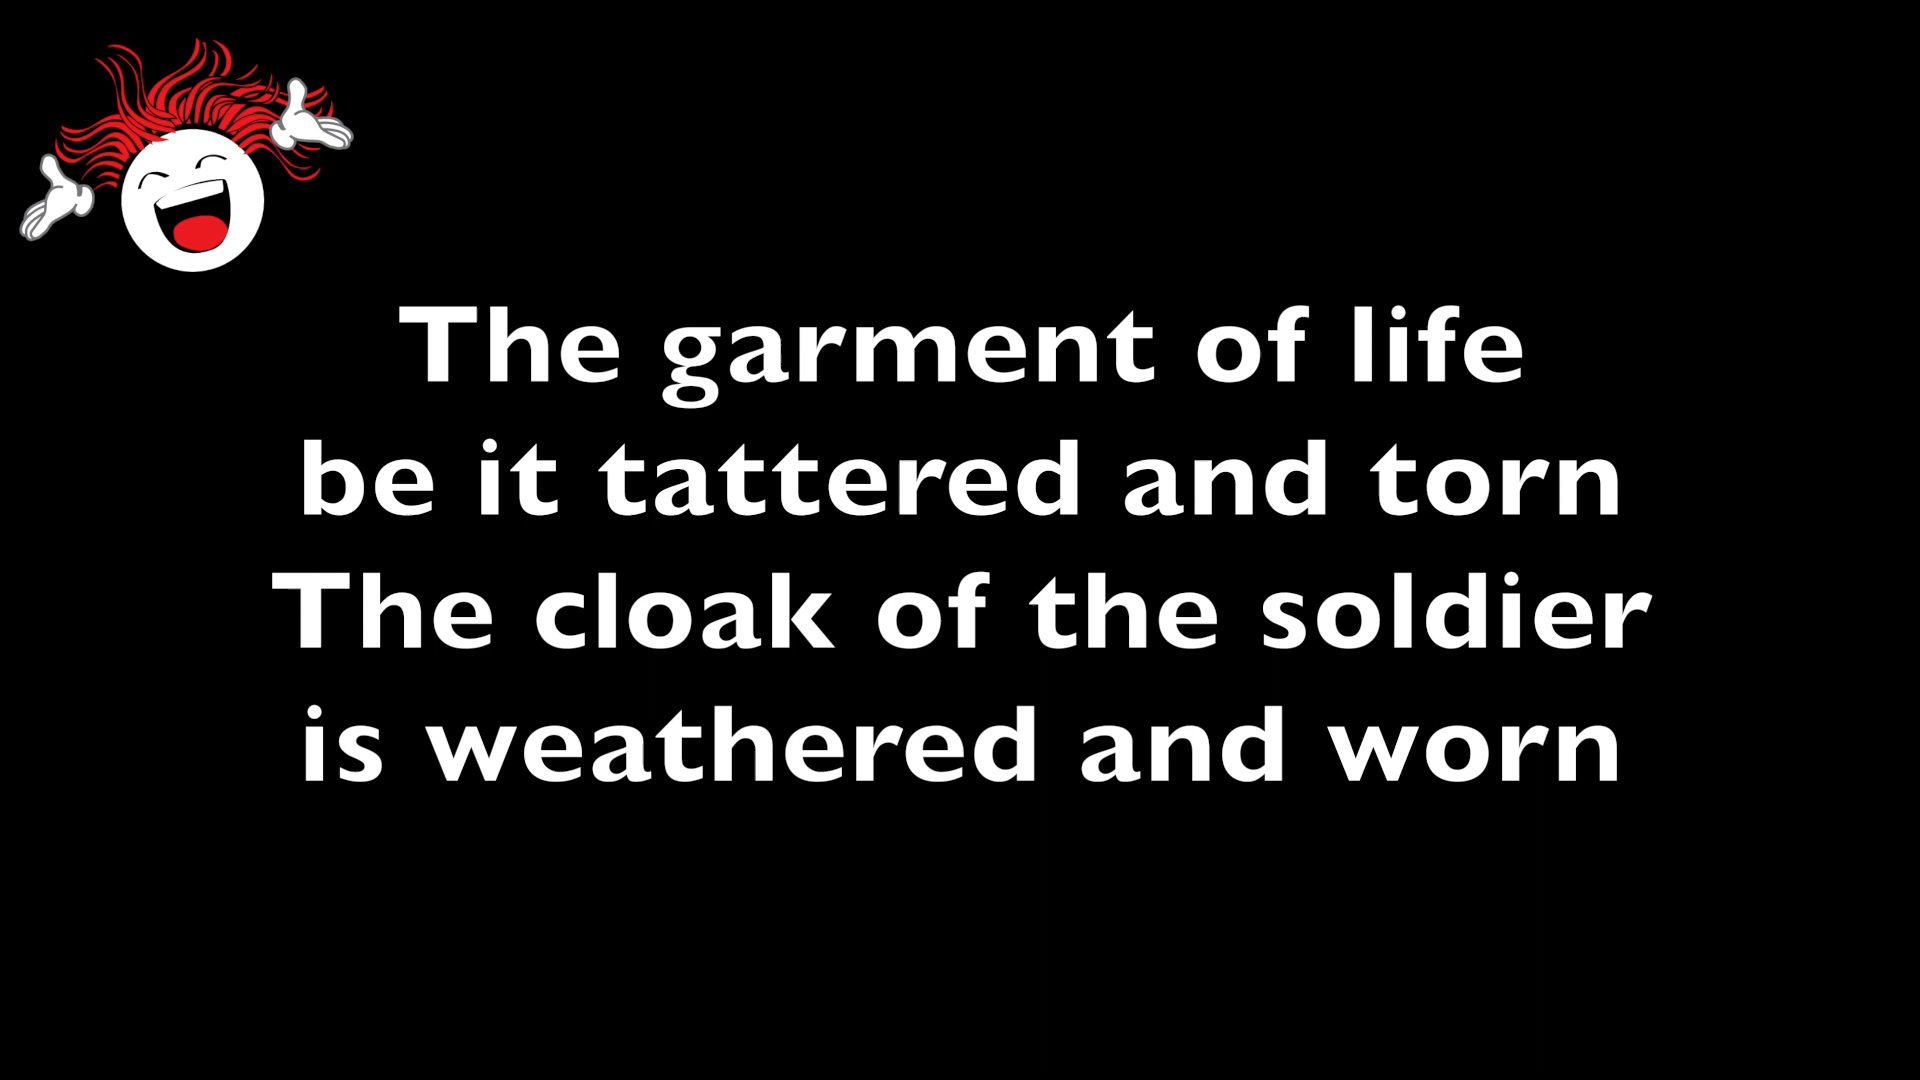 The garment of life
be it tattered and torn
The cloak of the soldier
is weathered and worn